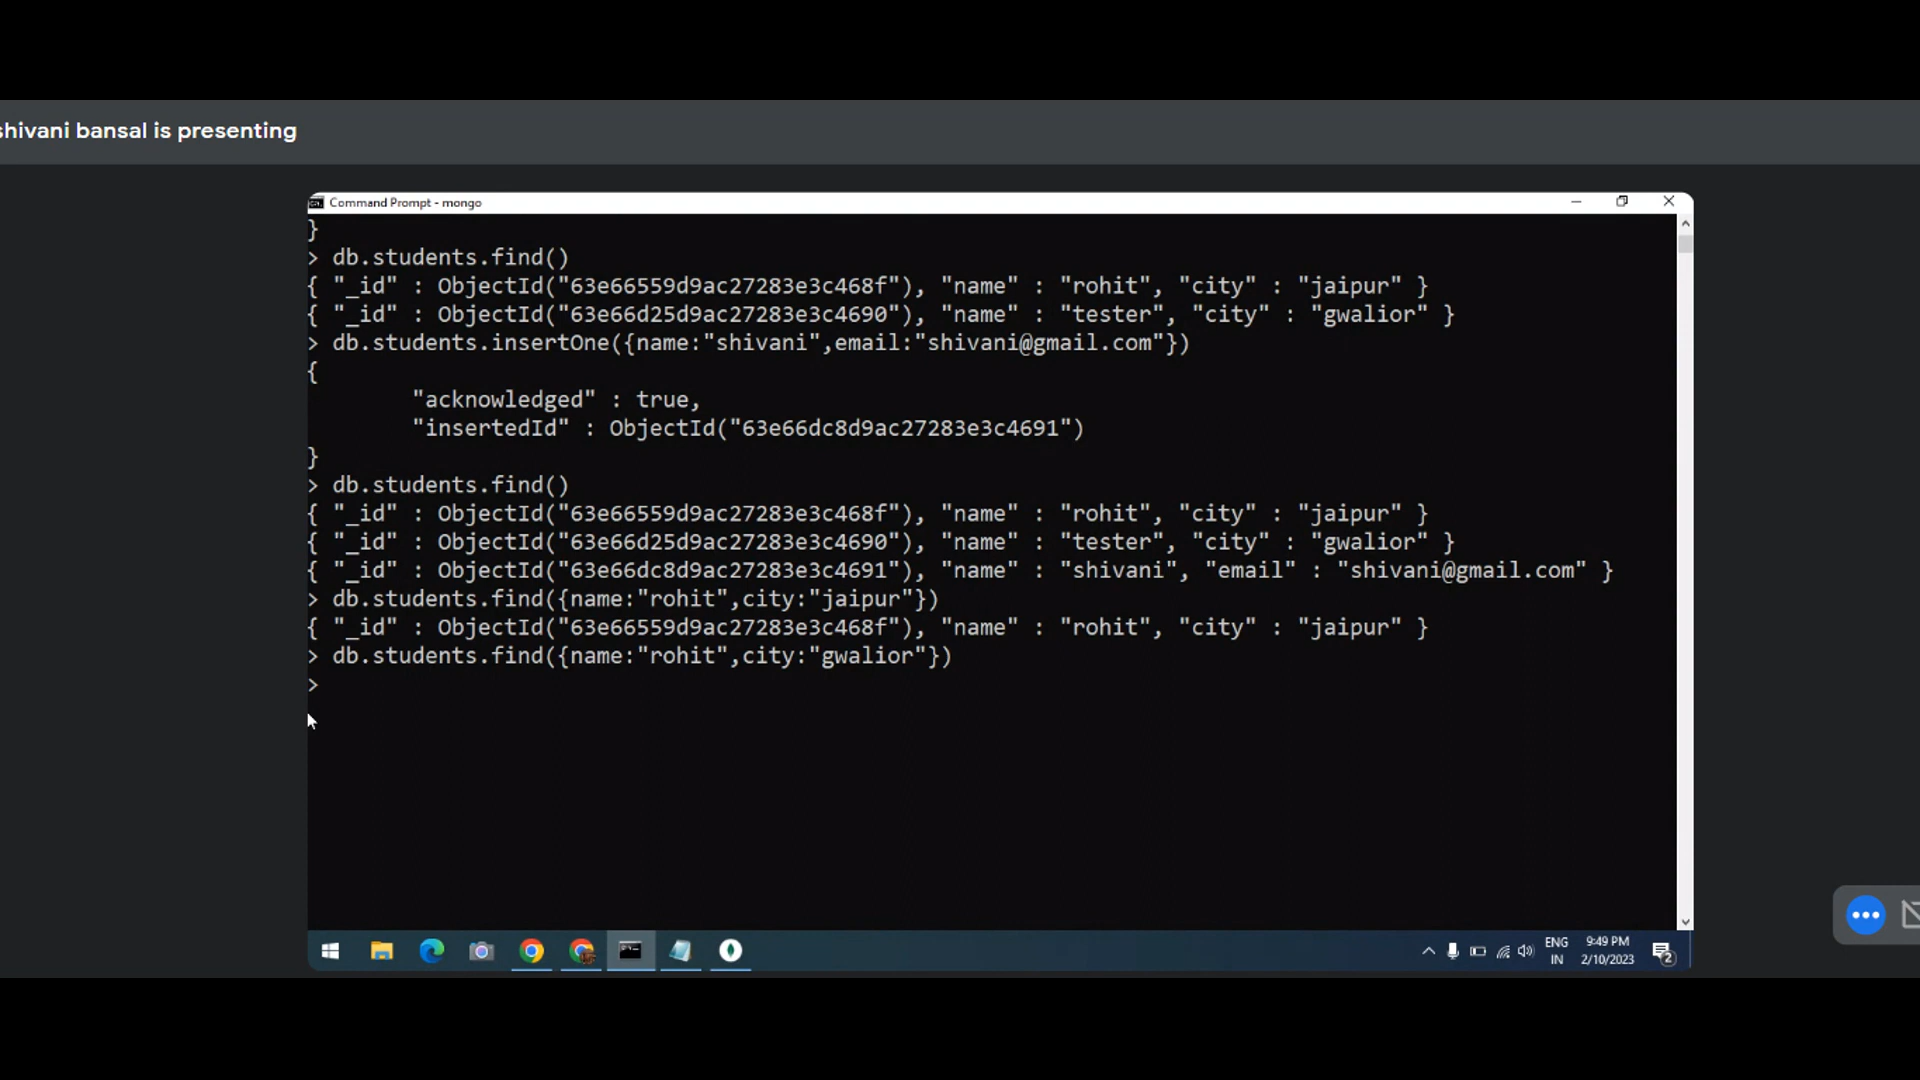 shivani bansal is presenting
Command Prompt - mongo
}
> db.students.find()
{ "_id" : ObjectId("63e66559d9ac27283e3c468f"), "name" : "rohit", "city" : "jaipur" }
{ "_id" : ObjectId("63e66d25d9ac27283e3c4690"), "name" : "tester", "city" : "gwalior" }
> db.students.insertOne({name:"shivani",email:"shivani@gmail.com"})
{
        "acknowledged" : true,
        "insertedId" : ObjectId("63e66dc8d9ac27283e3c4691")
}
> db.students.find()
{ "_id" : ObjectId("63e66559d9ac27283e3c468f"), "name" : "rohit", "city" : "jaipur" }
{ "_id" : ObjectId("63e66d25d9ac27283e3c4690"), "name" : "tester", "city" : "gwalior" }
{ "_id" : ObjectId("63e66dc8d9ac27283e3c4691"), "name" : "shivani", "email" : "shivani@gmail.com" }
> db.students.find({name:"rohit",city:"jaipur"})
{ "_id" : ObjectId("63e66559d9ac27283e3c468f"), "name" : "rohit", "city" : "jaipur" }
> db.students.find({name:"rohit",city:"gwalior"})
>
ENG 9:49 PM
IN 2/10/2023 2